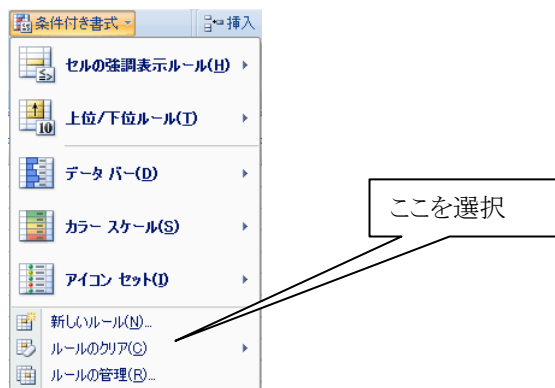 条件付き書式
挿入
セルの強調表示ルール(H)
上位/下位ルール(T)
データ バー(D)
ここを選択
カラー スケール(S)
アイコン セット(I)
新しいルール(N)...
ルールのクリア(C)
ルールの管理(R)...